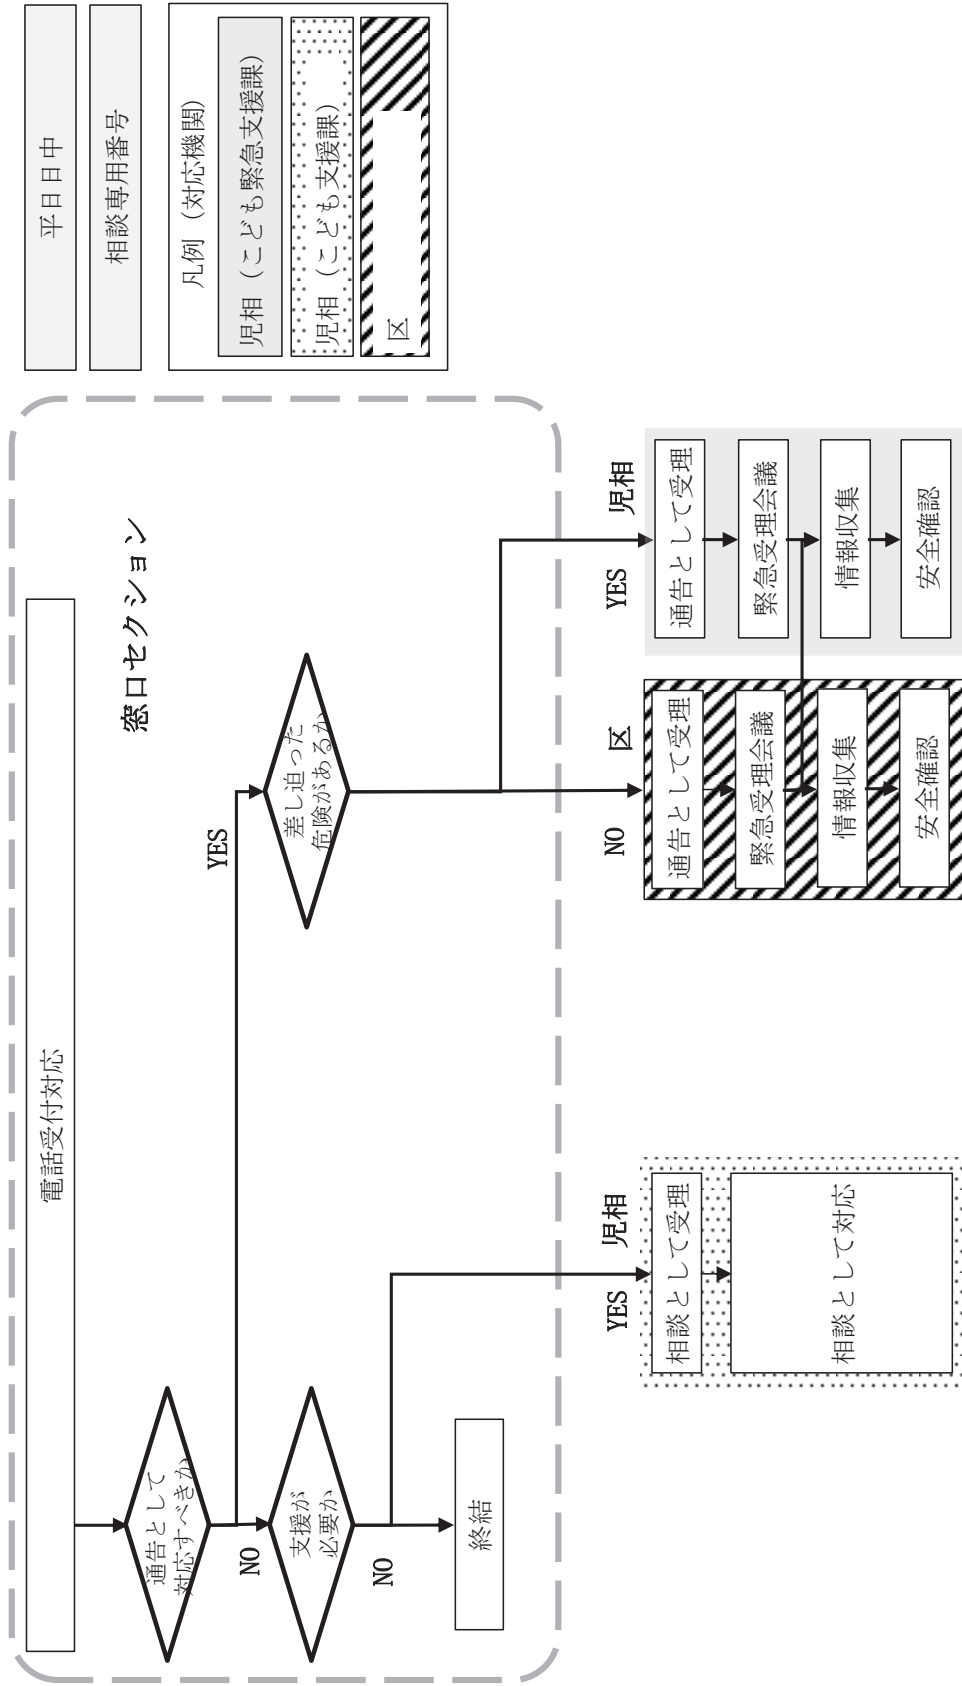 平日日中
相談専用番号
凡例（対応機関）
児相（こども緊急支援課）
児相（こども支援課）
区
電話受付対応
窓口セクション
通告として
対応すべきか
YES
NO
差し迫った
危険があるか
支援が
必要か
NO
終結
YES
児相
相談として受理
相談として対応
NO
区
通告として受理
緊急受理会議
情報収集
安全確認
YES
児相
通告として受理
緊急受理会議
情報収集
安全確認